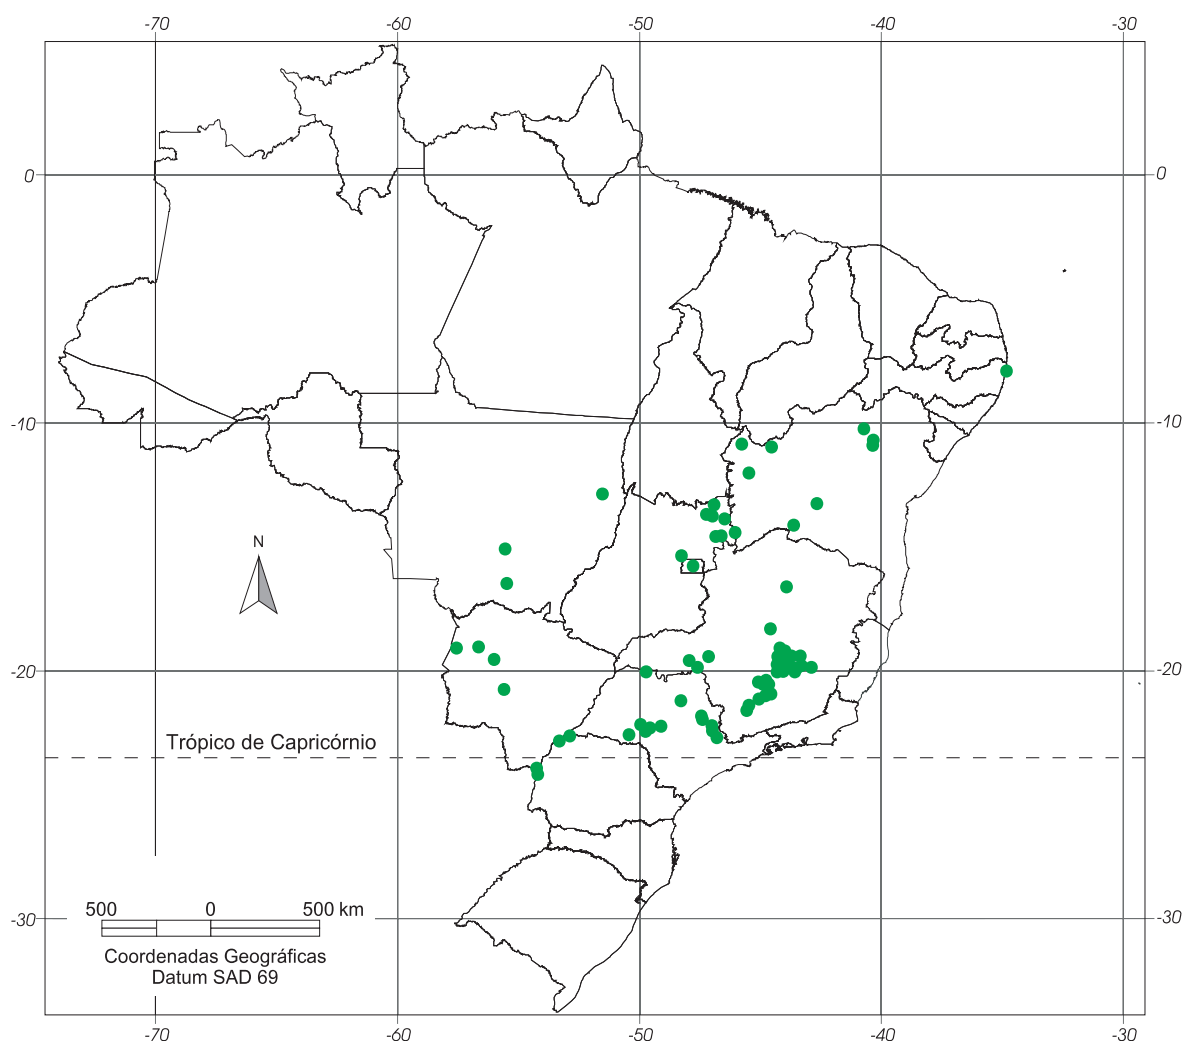 -70 -60 -50 -40 -30
0 0
-10 -10
N
-20 -20
Trópico de Capricórnio
500 0 500 km
-30 -30
Coordenadas Geográficas
Datum SAD 69
-70 -60 -50 -40 -30